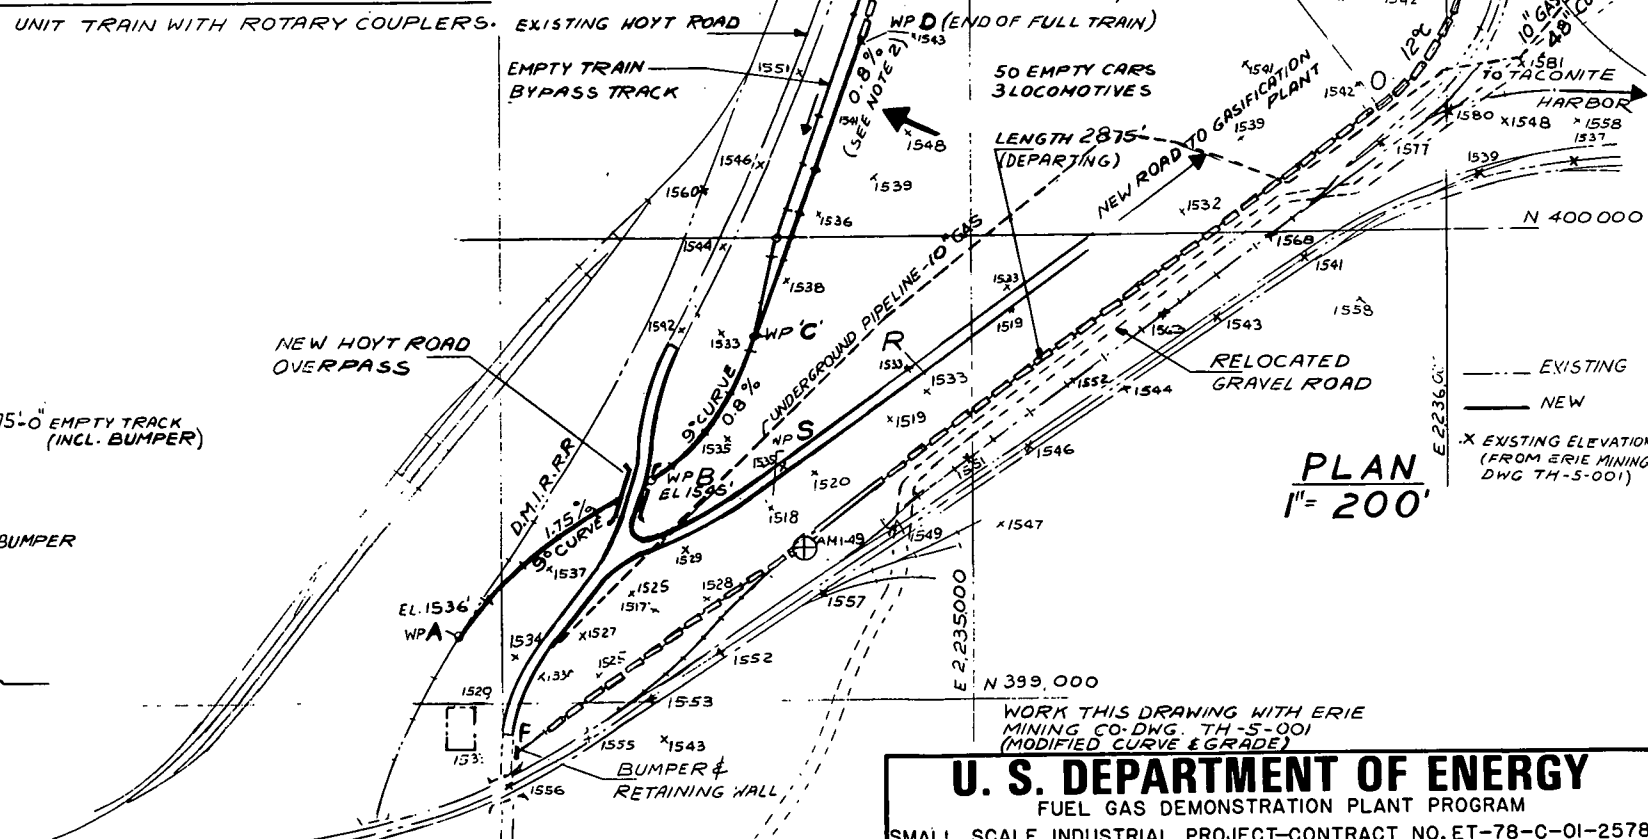 UNIT TRAIN WITH ROTARY COUPLERS.
EXISTING HOYT ROAD
WP D (END OF FULL TRAIN)
1543
EMPTY TRAIN
BYPASS TRACK
1551
0.8%
(SEE NOTE 2)
1541
50 EMPTY CARS
3 LOCOMOTIVES
1541
1542
1542
12°C
10" GAS
48" CO
1581
TO TACONITE
HARBOR
1580
1548
1558
1537
1577
1539
1539
NEW ROAD TO GASIFICATION
PLANT
LENGTH 2875'
(DEPARTING)
1548
1546
1560
1539
1536
1532
N 400 000
1544
1568
1541
1538
1533
1558
UNDERGROUND PIPELINE-10" GAS
1542
1533
WP 'C'
1519
1543
NEW HOYT ROAD
OVERPASS
R
1533
1533
RELOCATED
GRAVEL ROAD
1552
1544
E 2236,0
EXISTING
NEW
X EXISTING ELEVATION
(FROM ERIE MINING
DWG TH-S-001)
75'-0" EMPTY TRACK
(INCL. BUMPER)
9° CURVE
0.8%
1535
WP S
1535
1519
1546
1551
PLAN
1"= 200'
D.M.I.R.R.R
WP B
EL 1545'
1520
1518
BUMPER
1.75%
9° CURVE
1537
1529
AM1-49
1549
1547
EL. 1536'
WP A
1525
1517
1528
1557
1534
1527
1525
1552
E 2,235,000
N 399,000
1529
1553
WORK THIS DRAWING WITH ERIE
MINING CO. DWG. TH-S-001
(MODIFIED CURVE & GRADE)
F
1555
1543
BUMPER &
RETAINING WALL
1556
U. S. DEPARTMENT OF ENERGY
FUEL GAS DEMONSTRATION PLANT PROGRAM
SMALL SCALE INDUSTRIAL PROJECT-CONTRACT NO. ET-78-C-01-2578